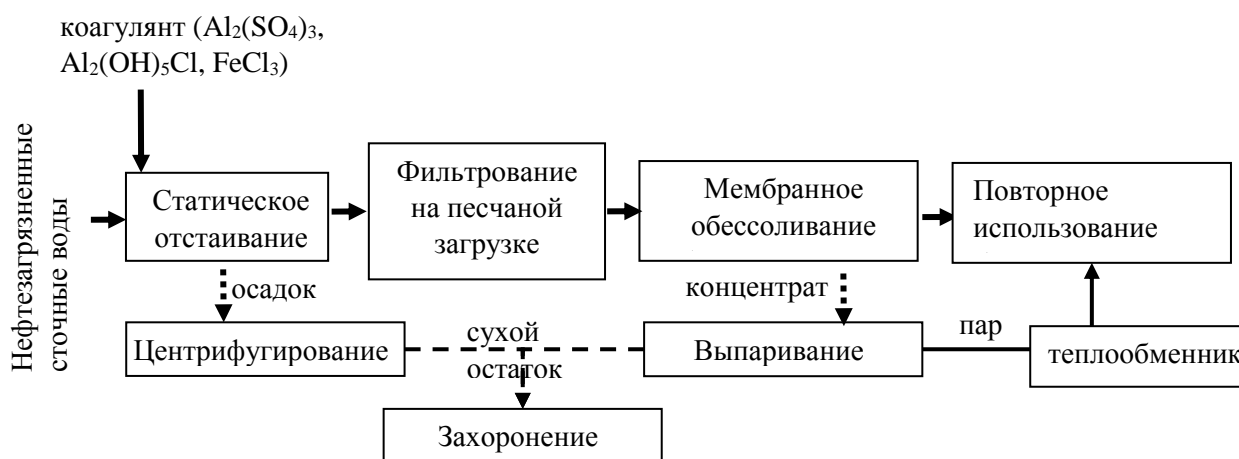 коагулянт (Al₂(SO₄)₃,
Al₂(OH)₅Cl, FeCl₃)
Нефтезагрязненные
сточные воды
Статическое
отстаивание
Фильтрование
на песчаной
загрузке
Мембранное
обессоливание
Повторное
использование
осадок
концентрат
Центрифугирование
сухой
остаток
Выпаривание
пар
теплообменник
Захоронение